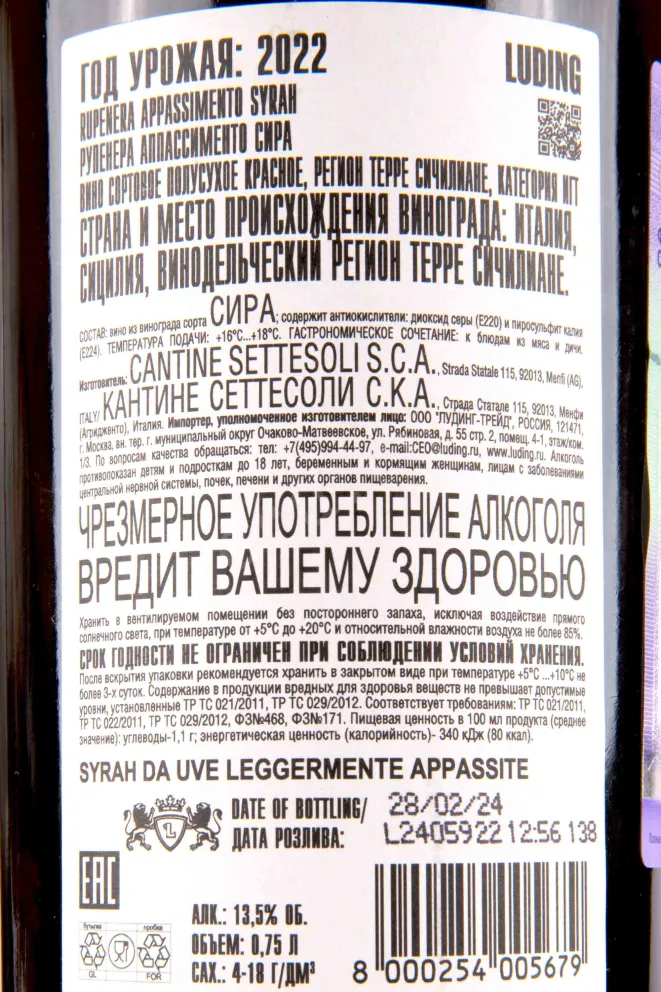 ГОД УРОЖАЯ: 2022
LUDING
RUPENERA APPASSIMENTO SYRAH
РУПЕНЕРА АППАССИМЕНТО СИРА
ВИНО СОРТОВОЕ ПОЛУСУХОЕ КРАСНОЕ, РЕГИОН ТЕРРЕ СИЧИЛИАНЕ, КАТЕГОРИЯ ИГТ
СТРАНА И МЕСТО ПРОИСХОЖДЕНИЯ ВИНОГРАДА: ИТАЛИЯ,
СИЦИЛИЯ, ВИНОДЕЛЬЧЕСКИЙ РЕГИОН ТЕРРЕ СИЧИЛИАНЕ.
СОСТАВ: вино из винограда сорта СИРА; содержит антиокислители: диоксид серы (Е220) и пиросульфит калия
(Е224). ТЕМПЕРАТУРА ПОДАЧИ: +16°С...+18°С. ГАСТРОНОМИЧЕСКОЕ СОЧЕТАНИЕ: к блюдам из мяса и дичи.
Изготовитель: CANTINE SETTESOLI S.C.A., Strada Statale 115, 92013, Menfi (AG),
ITALY/ КАНТИНЕ СЕТТЕСОЛИ С.К.А., Страда Статале 115, 92013, Менфи
(Агридженто), Италия. Импортер, уполномоченное изготовителем лицо: ООО "ЛУДИНГ-ТРЕЙД", РОССИЯ, 121471,
г. Москва, вн. тер. г. муниципальный округ Очаково-Матвеевское, ул. Рябиновая, д. 55 стр. 2, помещ. 4-1, этаж/ком.
1/3. По вопросам качества обращаться: тел: +7(495)994-44-97, e-mail:CEO@luding.ru, www.luding.ru. Алкоголь
противопоказан детям и подросткам до 18 лет, беременным и кормящим женщинам, лицам с заболеваниями
центральной нервной системы, почек, печени и других органов пищеварения.
ЧРЕЗМЕРНОЕ УПОТРЕБЛЕНИЕ АЛКОГОЛЯ
ВРЕДИТ ВАШЕМУ ЗДОРОВЬЮ
Хранить в вентилируемом помещении без постороннего запаха, исключая воздействие прямого
солнечного света, при температуре от +5°С до +20°С и относительной влажности воздуха не более 85%.
СРОК ГОДНОСТИ НЕ ОГРАНИЧЕН ПРИ СОБЛЮДЕНИИ УСЛОВИЙ ХРАНЕНИЯ.
После вскрытия упаковки рекомендуется хранить в закрытом виде при температуре +5°С ...+10°С не
более 3-х суток. Содержание в продукции вредных для здоровья веществ не превышает допустимые
уровни, установленные ТР ТС 021/2011, ТР ТС 029/2012. Соответствует требованиям: ТР ТС 021/2011,
ТР ТС 022/2011, ТР ТС 029/2012, ФЗ№468, ФЗ№171. Пищевая ценность в 100 мл продукта (среднее
значение): углеводы-1,1 г; энергетическая ценность (калорийность)- 340 кДж (80 ккал).
SYRAH DA UVE LEGGERMENTE APPASSITE
L
DATE OF BOTTLING/
ДАТА РОЗЛИВА:
28/02/24
L2405922 12:56 138
ЕАС
бутылка
пробка
GL
FOR
АЛК.: 13,5% ОБ.
ОБЪЕМ: 0,75 Л
САХ.: 4-18 Г/ДМ³
8 000254 005679